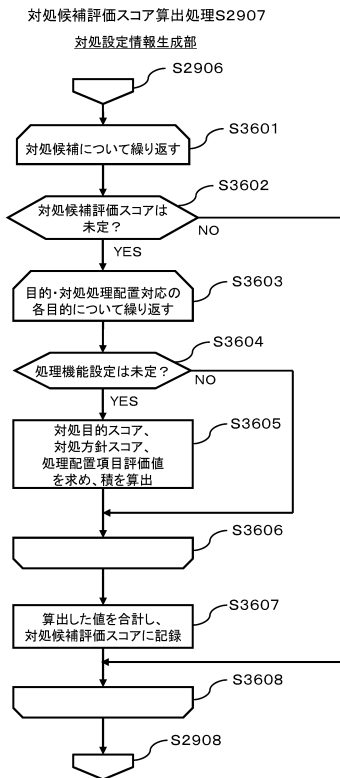 対処候補評価スコア算出処理S2907
対処設定情報生成部
S2906
S3601
対処候補について繰り返す
S3602
対処候補評価スコアは
未定？
NO
YES
S3603
目的・対処処理配置対応の
各目的について繰り返す
S3604
処理機能設定は未定？
NO
YES
S3605
対処目的スコア、
対処方針スコア、
処理配置項目評価値
を求め、積を算出
S3606
S3607
算出した値を合計し、
対処候補評価スコアに記録
S3608
S2908